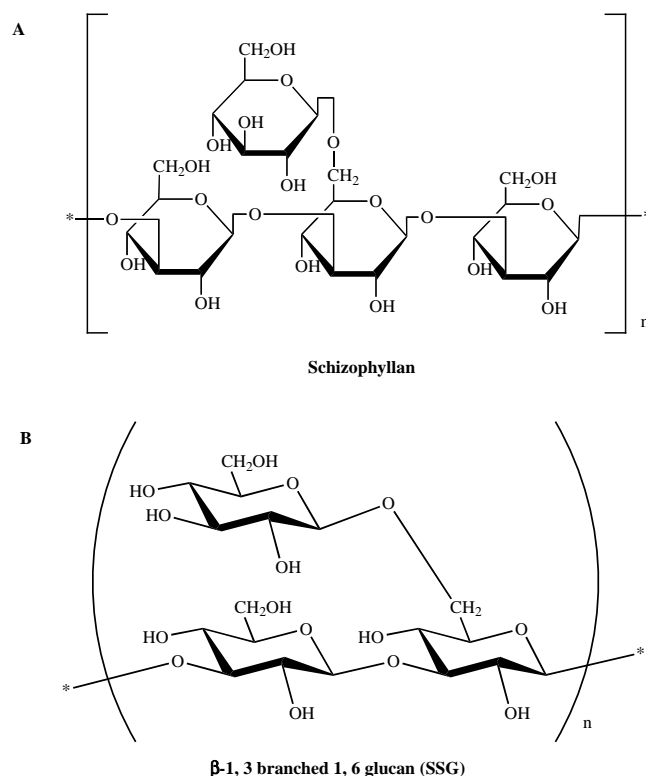 A
CH₂OH
O
OH
OH
OH
O
CH₂OH
CH₂
CH₂OH
O
O
O
O
* O
O
*
OH
OH
OH
OH
OH
OH
n
Schizophyllan
B
CH₂OH
HO
O
O
HO
OH
CH₂OH
CH₂
HO
O
HO
O
*
O
O
*
OH
OH
n
β-1, 3 branched 1, 6 glucan (SSG)